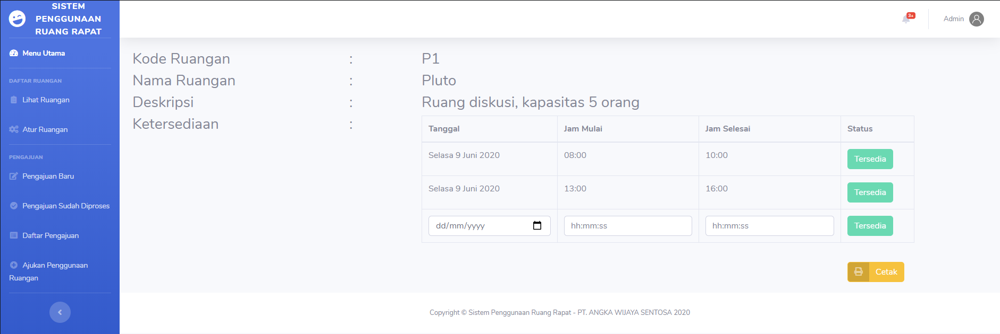 SISTEM
PENGGUNAAN
RUANG RAPAT
3+
Admin
Menu Utama
DAFTAR RUANGAN
Lihat Ruangan
Atur Ruangan
PENGAJUAN
Pengajuan Baru
Pengajuan Sudah Diproses
Daftar Pengajuan
Ajukan Penggunaan
Ruangan
Kode Ruangan : P1
Nama Ruangan : Pluto
Deskripsi : Ruang diskusi, kapasitas 5 orang
Ketersediaan :
Tanggal Jam Mulai Jam Selesai Status
Selasa 9 Juni 2020 08:00 10:00 Tersedia
Selasa 9 Juni 2020 13:00 16:00 Tersedia
dd/mm/yyyy hh:mm:ss hh:mm:ss Tersedia
Cetak
Copyright © Sistem Penggunaan Ruang Rapat - PT. ANGKA WIJAYA SENTOSA 2020